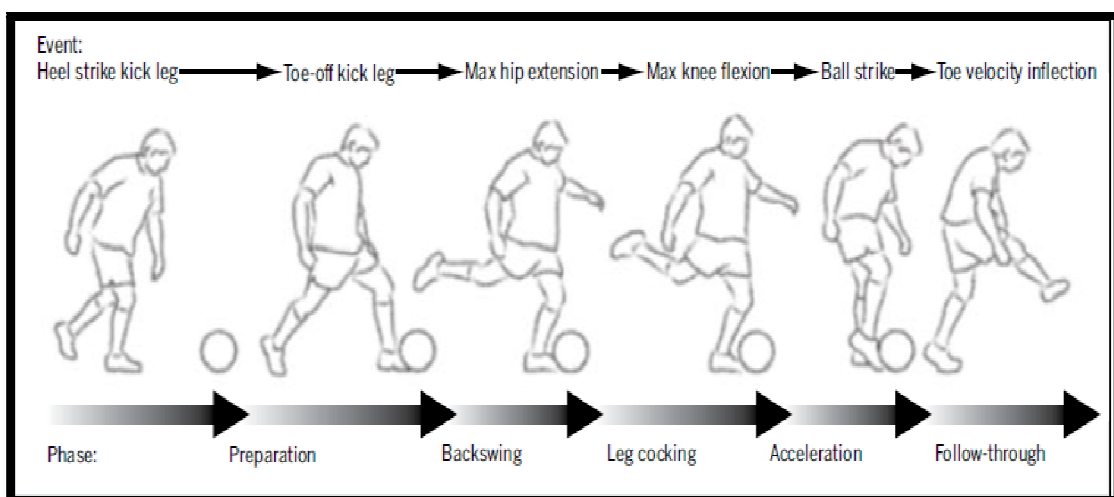 Event:
Heel strike kick leg Toe-off kick leg Max hip extension Max knee flexion Ball strike Toe velocity inflection
Phase: Preparation Backswing Leg cocking Acceleration Follow-through